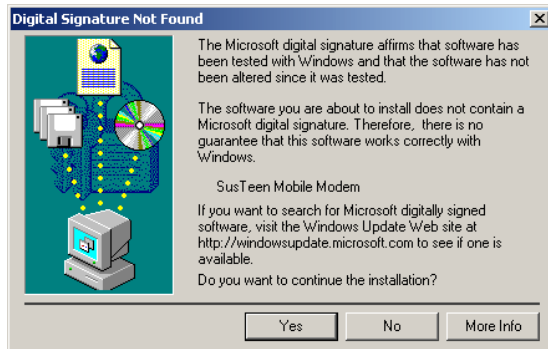 Digital Signature Not Found
The Microsoft digital signature affirms that software has
been tested with Windows and that the software has not
been altered since it was tested.
The software you are about to install does not contain a
Microsoft digital signature. Therefore, there is no
guarantee that this software works correctly with
Windows.
SusTeen Mobile Modem
If you want to search for Microsoft digitally signed
software, visit the Windows Update Web site at
http://windowsupdate.microsoft.com to see if one is
available.
Do you want to continue the installation?
Yes
No
More Info